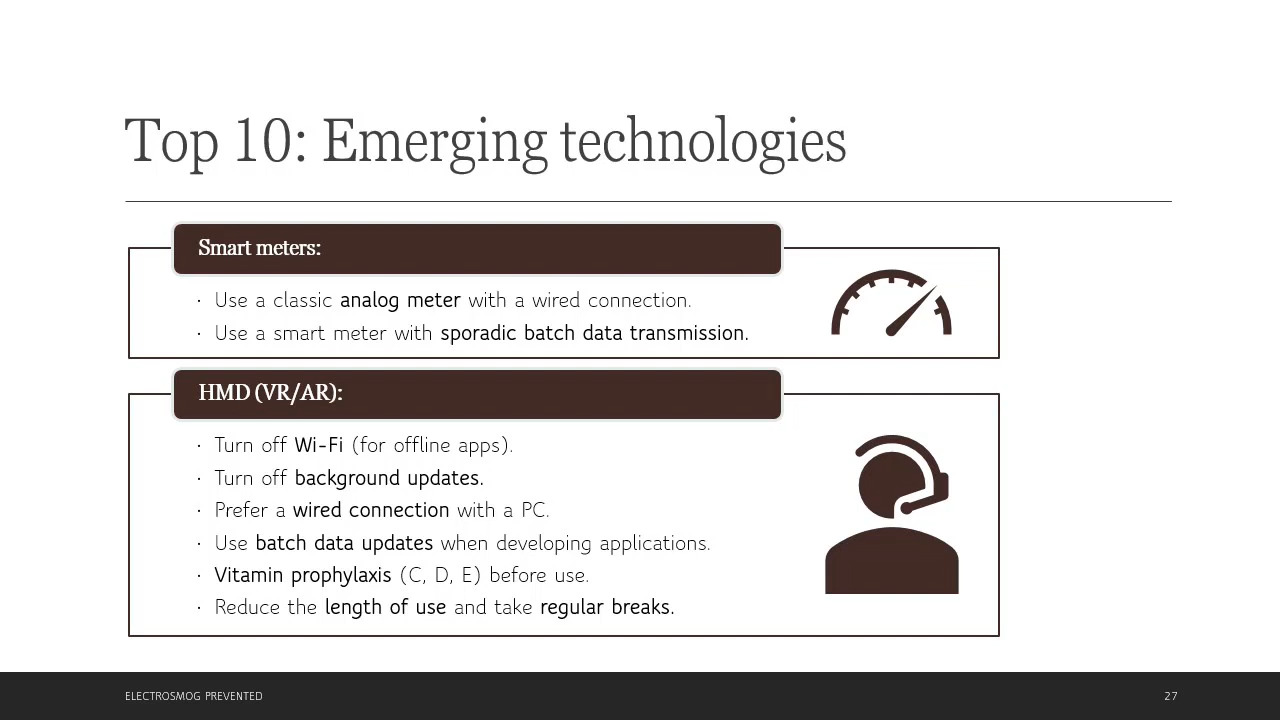 Top 10: Emerging technologies
Smart meters:
· Use a classic analog meter with a wired connection.
· Use a smart meter with sporadic batch data transmission.
HMD (VR/AR):
· Turn off Wi-Fi (for offline apps).
· Turn off background updates.
· Prefer a wired connection with a PC.
· Use batch data updates when developing applications.
· Vitamin prophylaxis (C, D, E) before use.
· Reduce the length of use and take regular breaks.
ELECTROSMOG PREVENTED
27